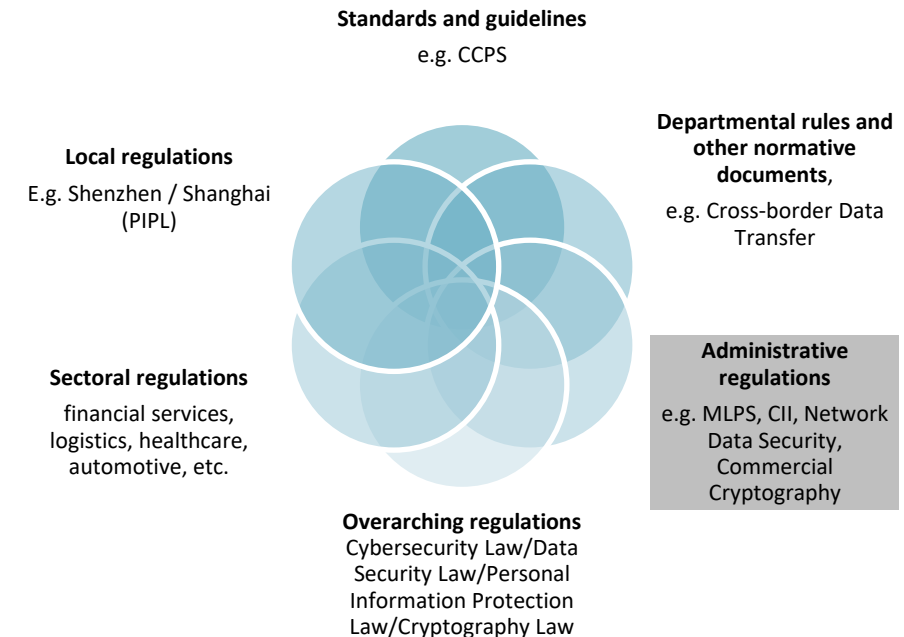 Standards and guidelines
e.g. CCPS
Departmental rules and
other normative
documents,
e.g. Cross-border Data
Transfer
Local regulations
E.g. Shenzhen / Shanghai
(PIPL)
Administrative
regulations
e.g. MLPS, CII, Network
Data Security,
Commercial
Cryptography
Sectoral regulations
financial services,
logistics, healthcare,
automotive, etc.
Overarching regulations
Cybersecurity Law/Data
Security Law/Personal
Information Protection
Law/Cryptography Law